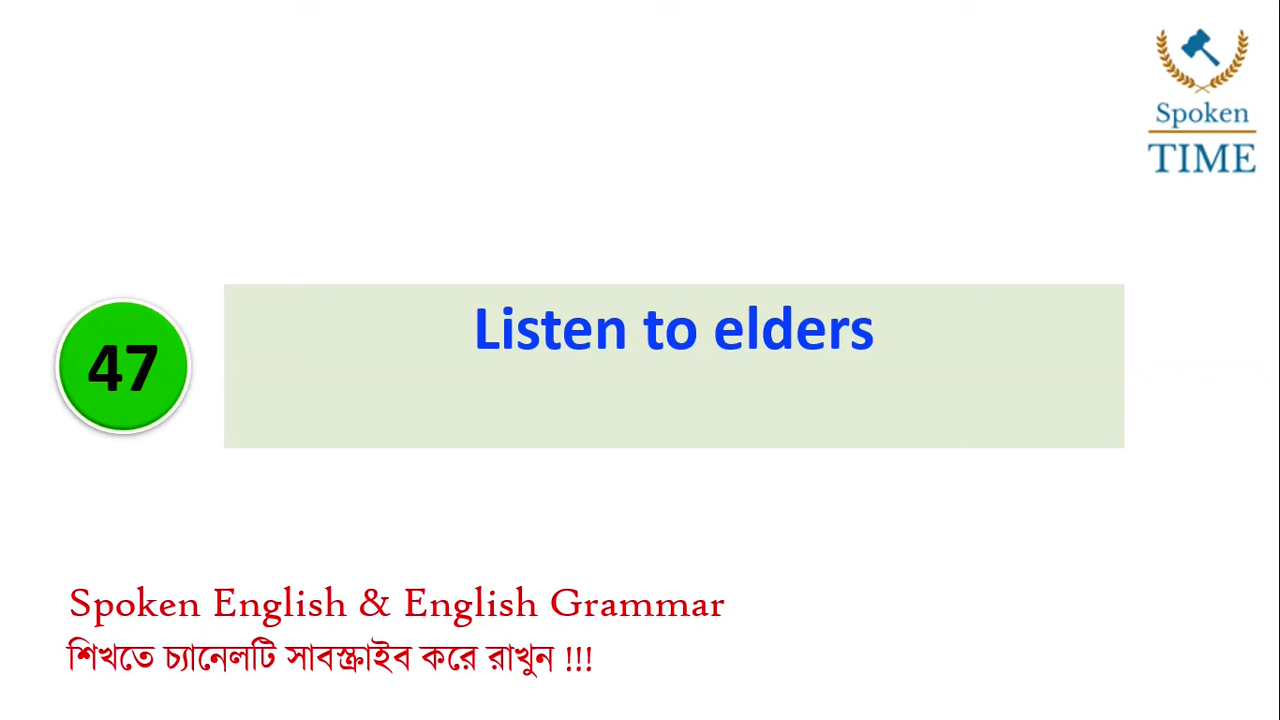 Spoken
TIME
Listen to elders
47
Spoken English & English Grammar
শিখতে চ্যানেলটি সাবস্ক্রাইব করে রাখুন !!!